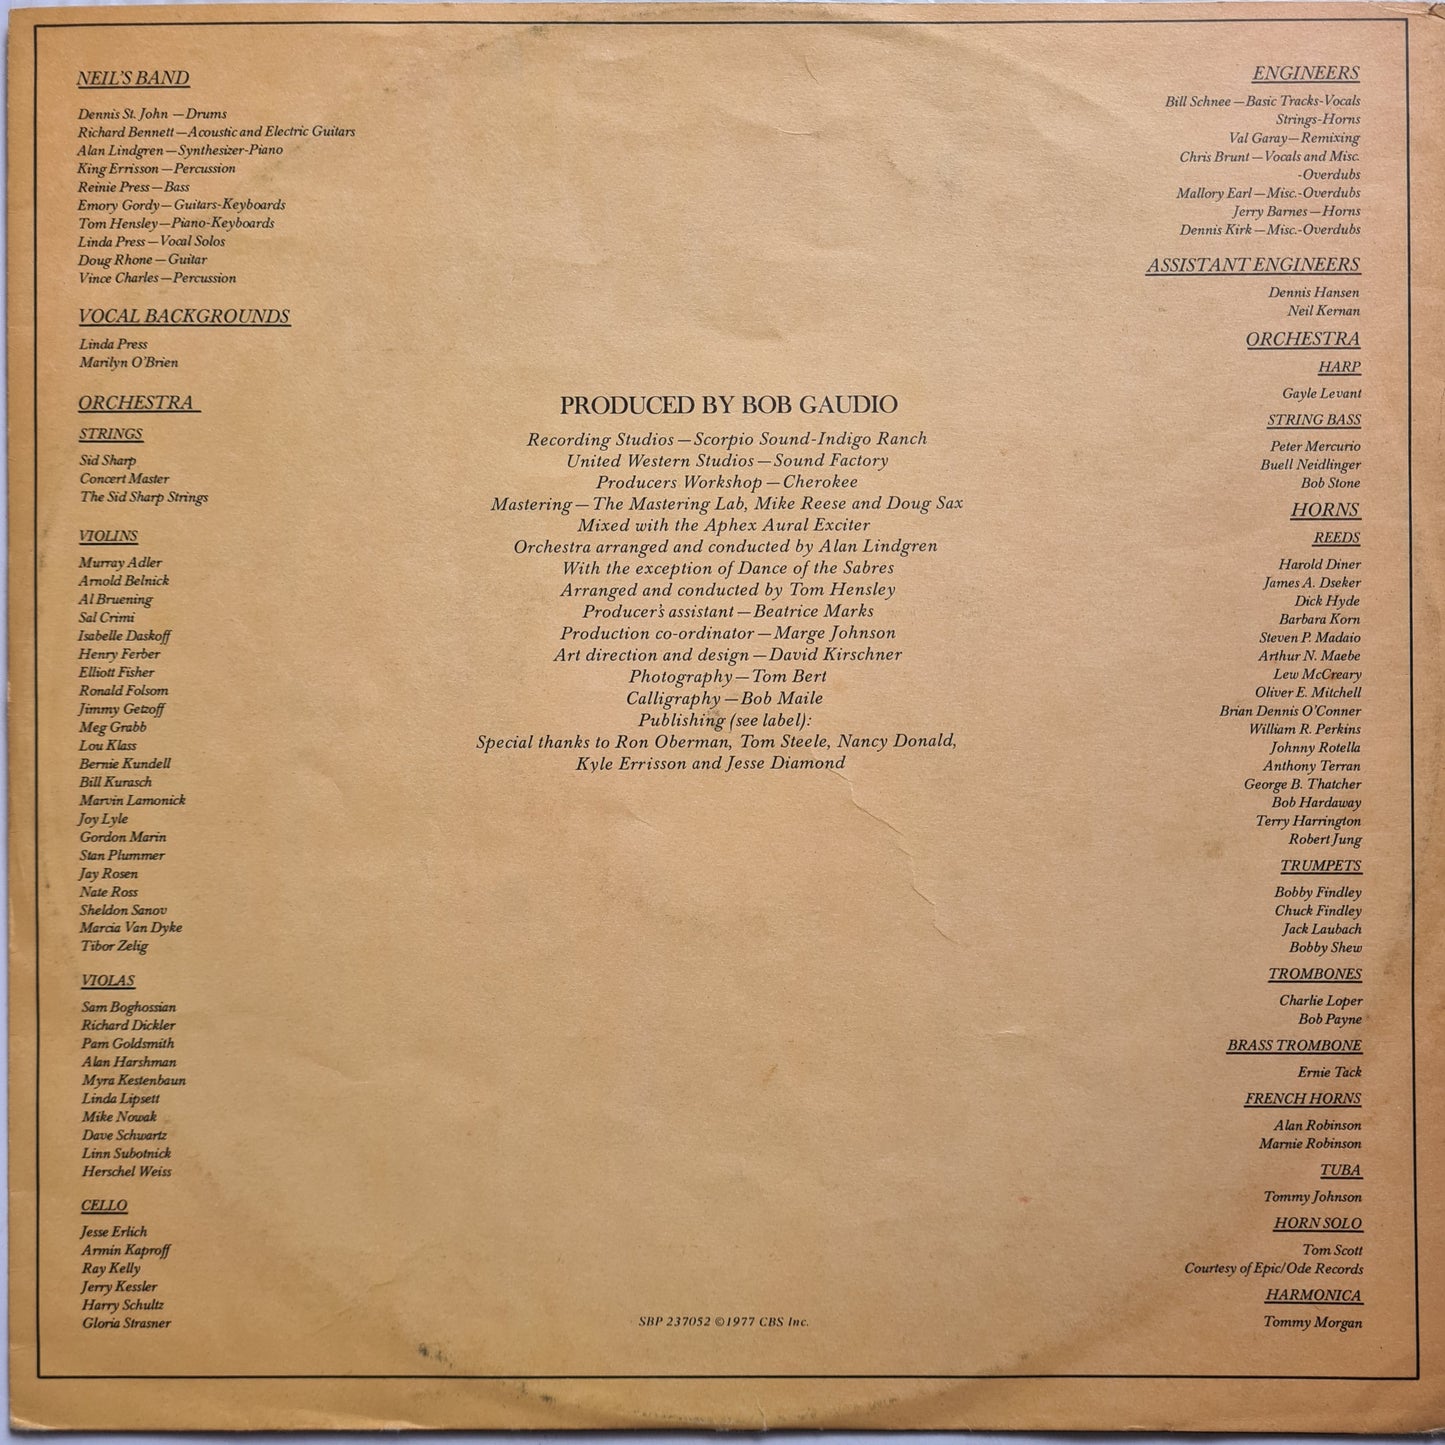 NEIL'S BAND
Dennis St. John —Drums
Richard Bennett—Acoustic and Electric Guitars
Alan Lindgren—Synthesizer-Piano
King Errisson—Percussion
Reinie Press—Bass
Emory Gordy—Guitars-Keyboards
Tom Hensley—Piano-Keyboards
Linda Press—Vocal Solos
Doug Rhone—Guitar
Vince Charles—Percussion
VOCAL BACKGROUNDS
Linda Press
Marilyn O'Brien
ORCHESTRA
STRINGS
Sid Sharp
Concert Master
The Sid Sharp Strings
VIOLINS
Murray Adler
Arnold Belnick
Al Bruening
Sal Crimi
Isabelle Daskoff
Henry Ferber
Elliott Fisher
Ronald Folsom
Jimmy Getzoff
Meg Grabb
Lou Klass
Bernie Kundell
Bill Kurasch
Marvin Lamonick
Joy Lyle
Gordon Marin
Stan Plummer
Jay Rosen
Nate Ross
Sheldon Sanov
Marcia Van Dyke
Tibor Zelig
VIOLAS
Sam Boghossian
Richard Dickler
Pam Goldsmith
Alan Harshman
Myra Kestenbaun
Linda Lipsett
Mike Nowak
Dave Schwartz
Linn Subotnick
Herschel Weiss
CELLO
Jesse Erlich
Armin Kaproff
Ray Kelly
Jerry Kessler
Harry Schultz
Gloria Strasner
PRODUCED BY BOB GAUDIO
Recording Studios—Scorpio Sound-Indigo Ranch
United Western Studios—Sound Factory
Producers Workshop—Cherokee
Mastering—The Mastering Lab, Mike Reese and Doug Sax
Mixed with the Aphex Aural Exciter
Orchestra arranged and conducted by Alan Lindgren
With the exception of Dance of the Sabres
Arranged and conducted by Tom Hensley
Producer's assistant—Beatrice Marks
Production co-ordinator—Marge Johnson
Art direction and design—David Kirschner
Photography—Tom Bert
Calligraphy—Bob Maile
Publishing (see label):
Special thanks to Ron Oberman, Tom Steele, Nancy Donald,
Kyle Errisson and Jesse Diamond
SBP 237052 ©1977 CBS Inc.
ENGINEERS
Bill Schnee—Basic Tracks-Vocals
Strings-Horns
Val Garay—Remixing
Chris Brunt—Vocals and Misc.
-Overdubs
Mallory Earl—Misc.-Overdubs
Jerry Barnes—Horns
Dennis Kirk—Misc.-Overdubs
ASSISTANT ENGINEERS
Dennis Hansen
Neil Kernan
ORCHESTRA
HARP
Gayle Levant
STRING BASS
Peter Mercurio
Buell Neidlinger
Bob Stone
HORNS
REEDS
Harold Diner
James A. Dseker
Dick Hyde
Barbara Korn
Steven P. Madaio
Arthur N. Maebe
Lew McCreary
Oliver E. Mitchell
Brian Dennis O'Conner
William R. Perkins
Johnny Rotella
Anthony Terran
George B. Thatcher
Bob Hardaway
Terry Harrington
Robert Jung
TRUMPETS
Bobby Findley
Chuck Findley
Jack Laubach
Bobby Shew
TROMBONES
Charlie Loper
Bob Payne
BRASS TROMBONE
Ernie Tack
FRENCH HORNS
Alan Robinson
Marnie Robinson
TUBA
Tommy Johnson
HORN SOLO
Tom Scott
Courtesy of Epic/Ode Records
HARMONICA
Tommy Morgan